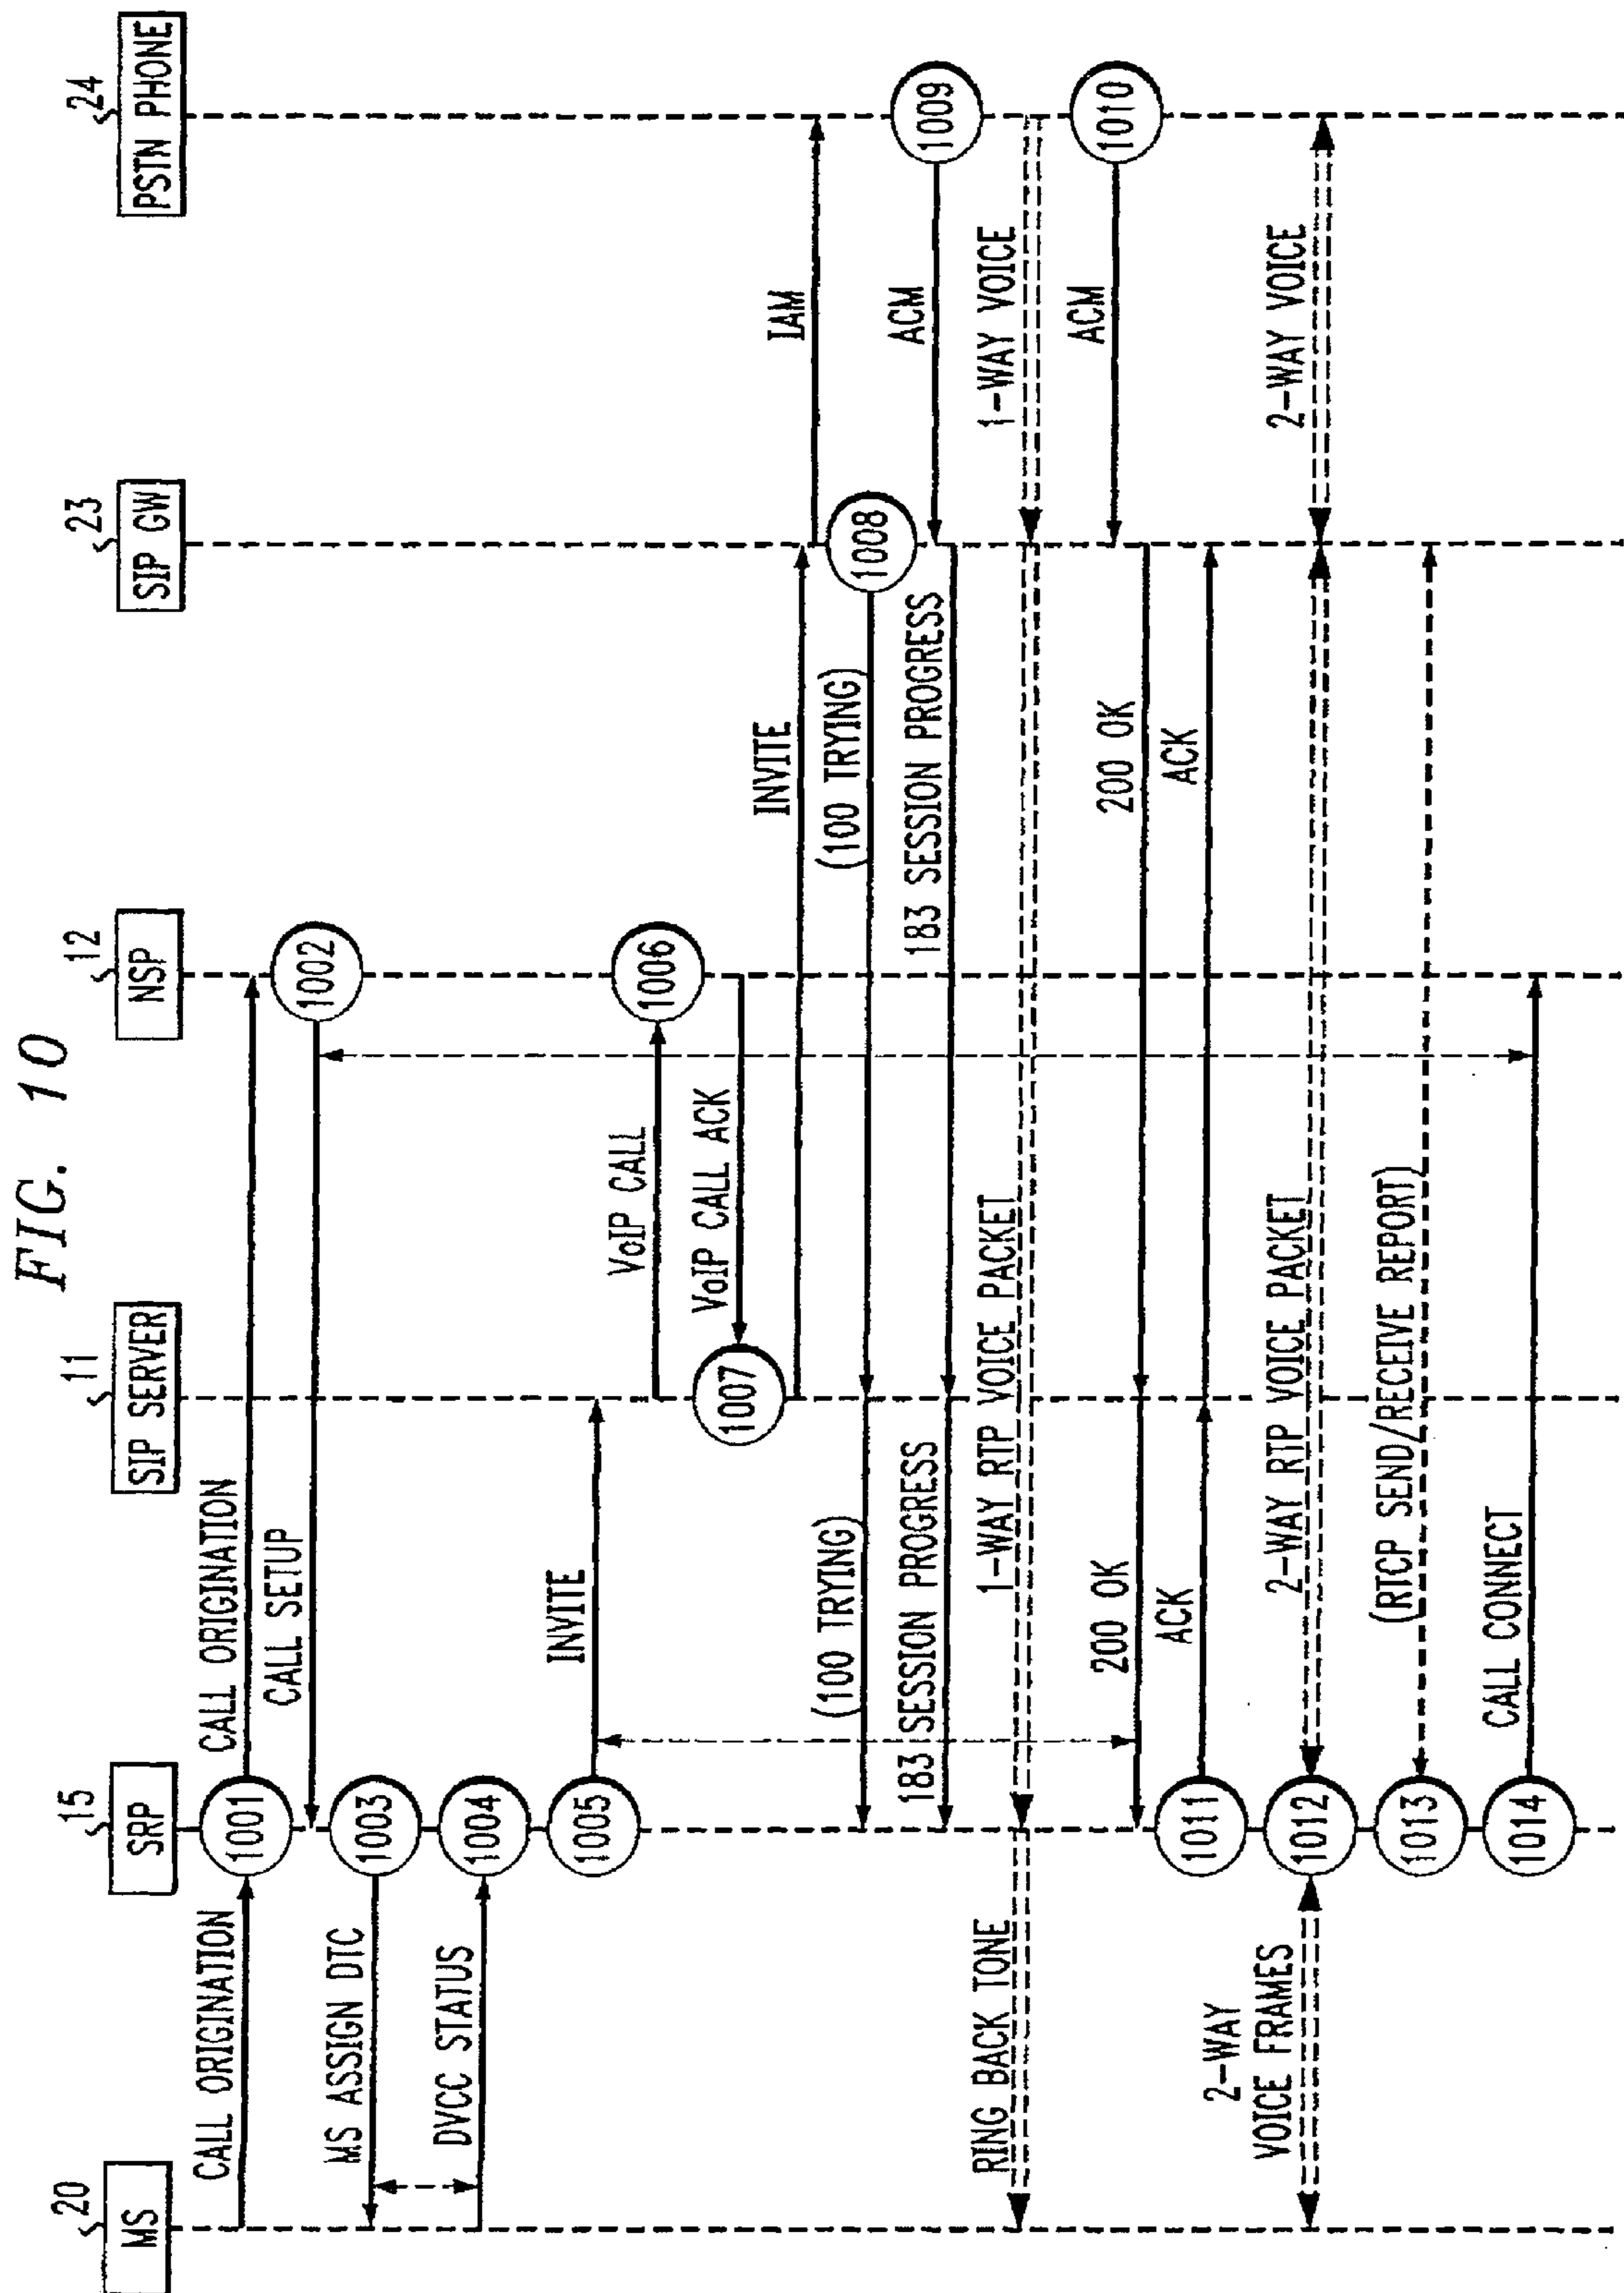 FIG. 10
20
15
11
12
23
24
MS
SRP
SIP SERVER
NSP
SIP GW
PSTN PHONE
CALL ORIGINATION
1001
CALL ORIGINATION
CALL SETUP
1002
MS ASSIGN DTC
1003
DVCC STATUS
1004
1005
INVITE
VoIP CALL
1006
VoIP CALL ACK
1007
INVITE
IAM
(100 TRYING)
(100 TRYING)
1008
183 SESSION PROGRESS
183 SESSION PROGRESS
ACM
1009
RING BACK TONE
1-WAY RTP VOICE PACKET
1-WAY VOICE
200 OK
200 OK
ACM
1010
1011
ACK
ACK
2-WAY
VOICE FRAMES
1012
2-WAY RTP VOICE PACKET
2-WAY VOICE
1013
(RTCP SEND/RECEIVE REPORT)
1014
CALL CONNECT